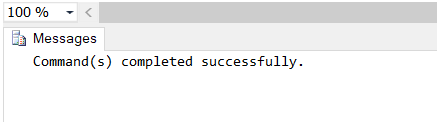 100 %
Messages
Command(s) completed successfully.